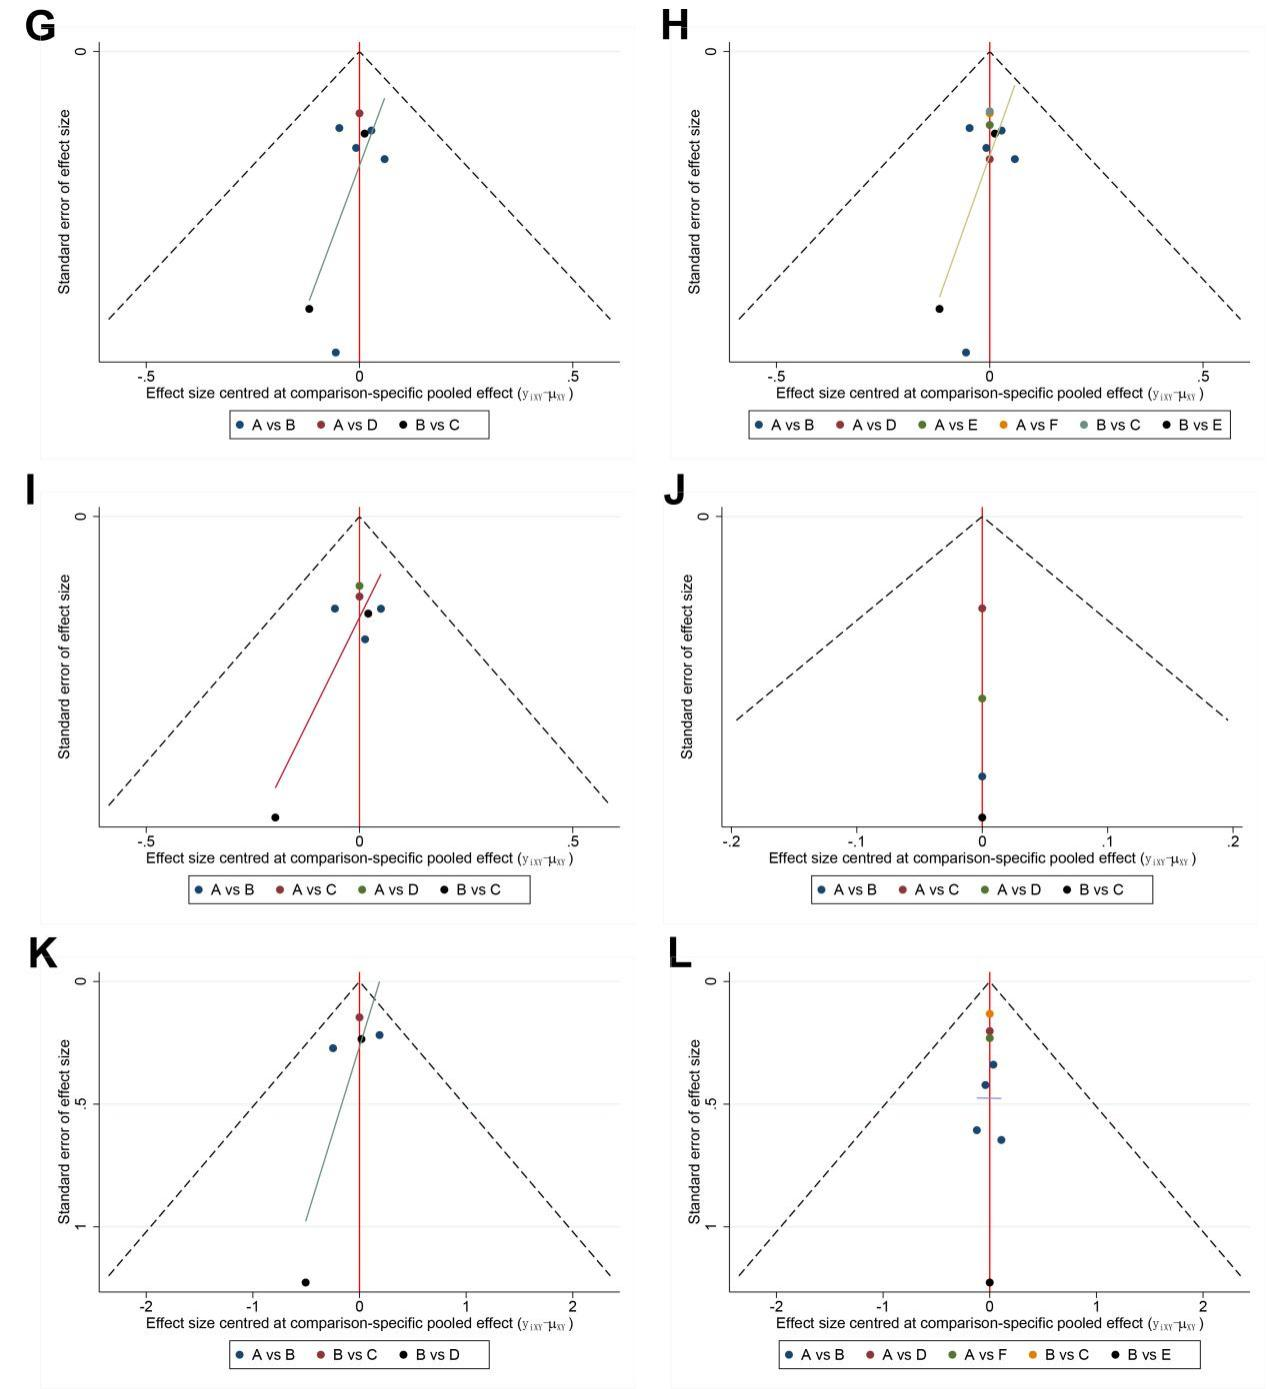 G
0
Standard error of effect size
-.5 0 .5
Effect size centred at comparison-specific pooled effect (yiXY-μXY)
A vs B A vs D B vs C
H
0
Standard error of effect size
-.5 0 .5
Effect size centred at comparison-specific pooled effect (yiXY-μXY)
A vs B A vs D A vs E A vs F B vs C B vs E
I
0
Standard error of effect size
-.5 0 .5
Effect size centred at comparison-specific pooled effect (yiXY-μXY)
A vs B A vs C A vs D B vs C
J
0
Standard error of effect size
-.2 -.1 0 .1 .2
Effect size centred at comparison-specific pooled effect (yiXY-μXY)
A vs B A vs C A vs D B vs C
K
0
.5
1
Standard error of effect size
-2 -1 0 1 2
Effect size centred at comparison-specific pooled effect (yiXY-μXY)
A vs B B vs C B vs D
L
0
.5
1
Standard error of effect size
-2 -1 0 1 2
Effect size centred at comparison-specific pooled effect (yiXY-μXY)
A vs B A vs D A vs F B vs C B vs E